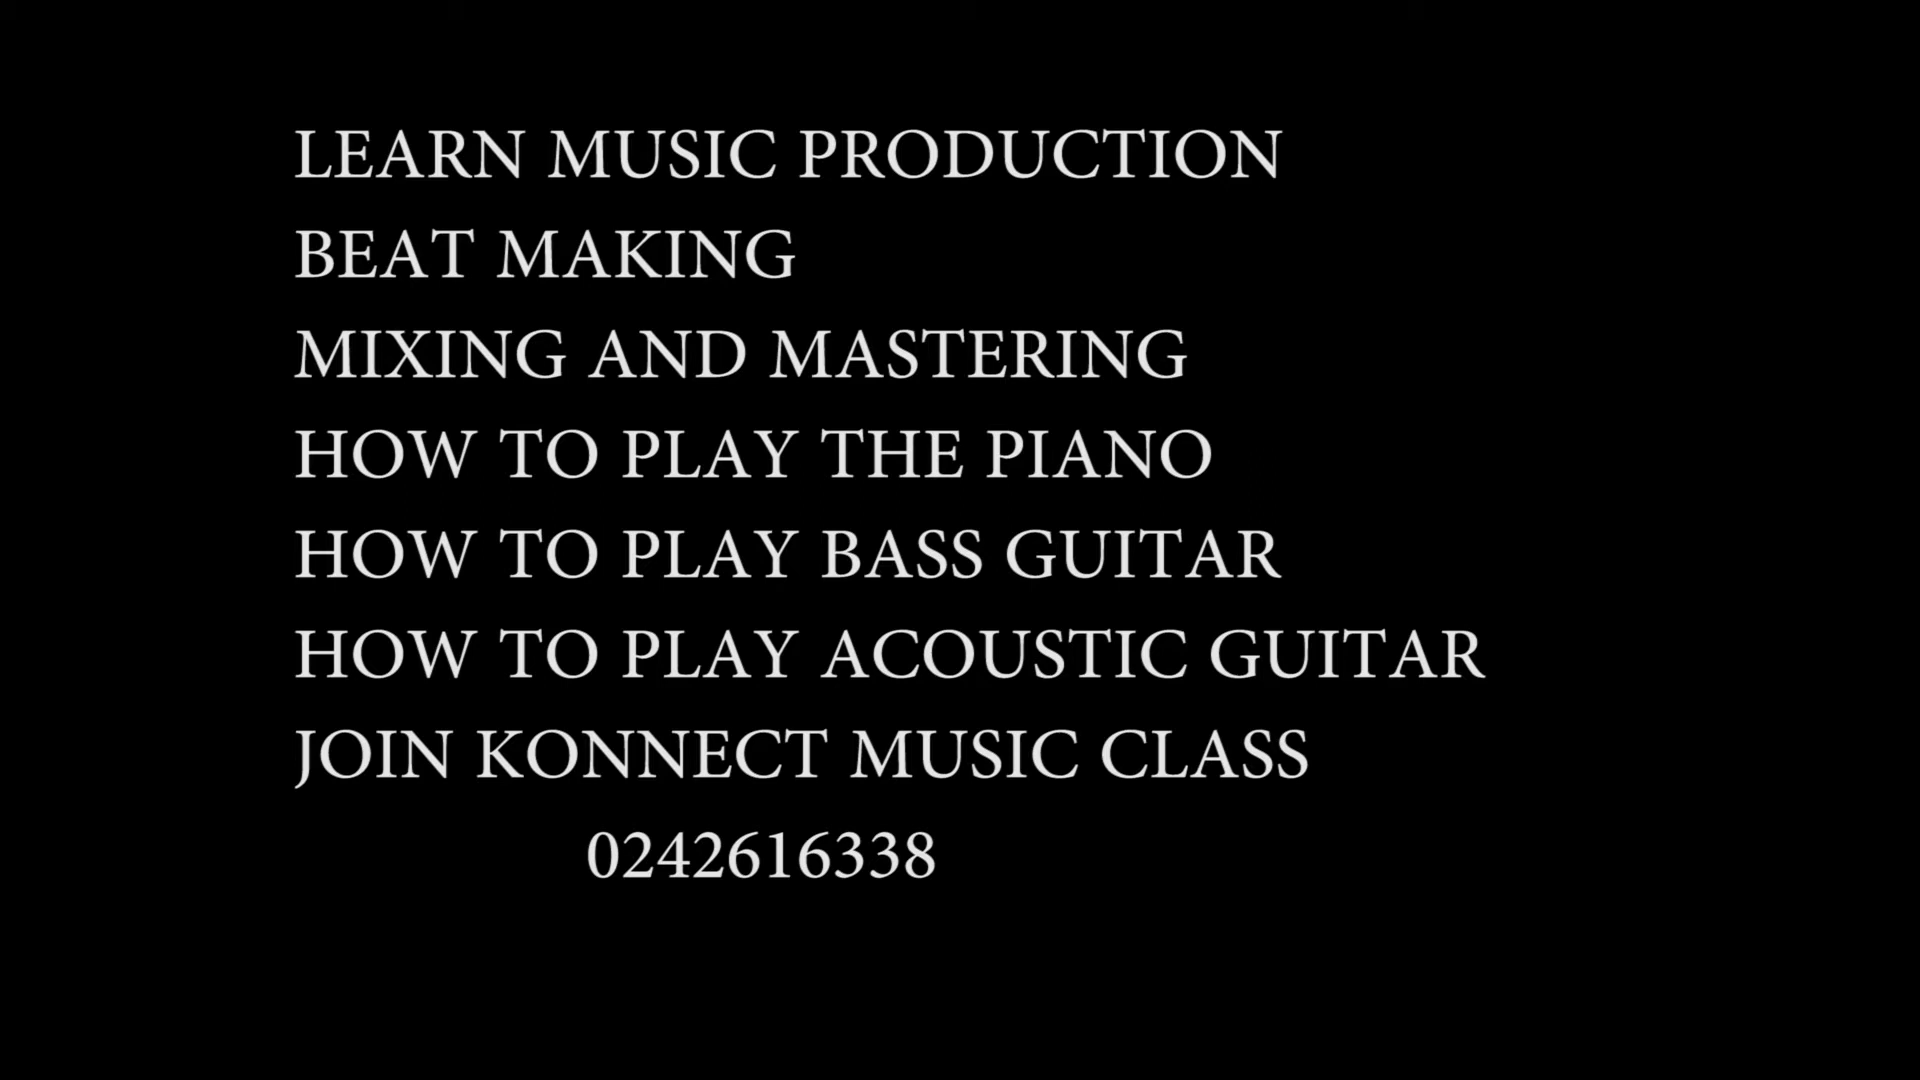 LEARN MUSIC PRODUCTION
BEAT MAKING
MIXING AND MASTERING
HOW TO PLAY THE PIANO
HOW TO PLAY BASS GUITAR
HOW TO PLAY ACOUSTIC GUITAR
JOIN KONNECT MUSIC CLASS
0242616338